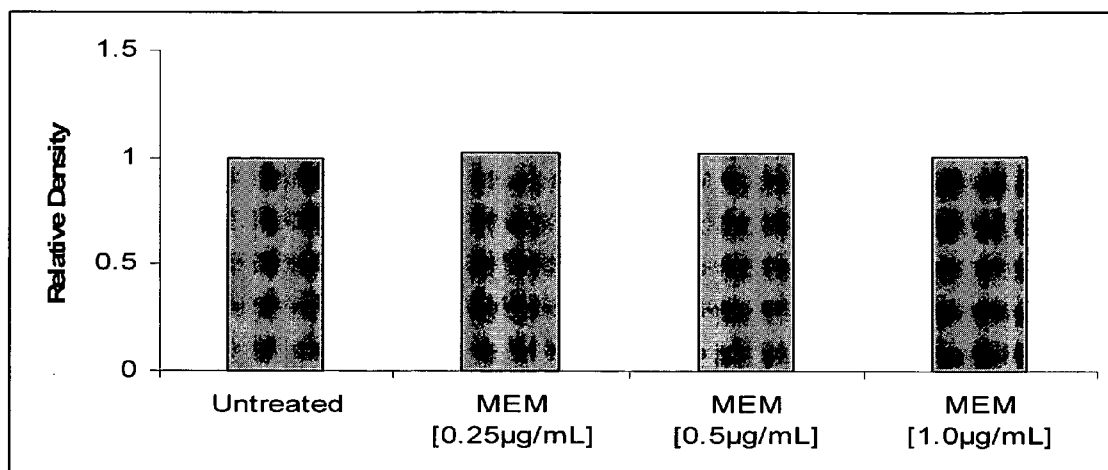 1.5
1
0.5
0
Relative Density
Untreated
MEM
[0.25µg/mL]
MEM
[0.5µg/mL]
MEM
[1.0µg/mL]